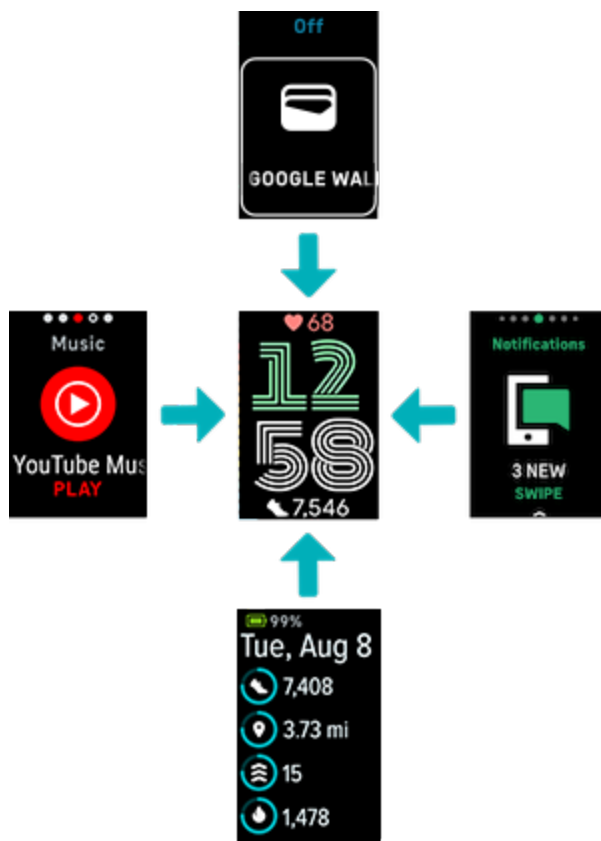 Off
GOOGLE WAL
Music
YouTube Mus
PLAY
68
12
58
7,546
Notifications
3 NEW
SWIPE
99%
Tue, Aug 8
7,408
3.73 mi
15
1,478